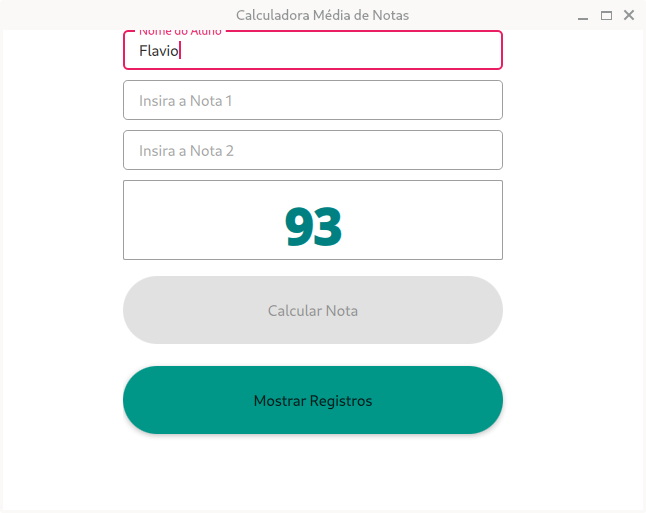 Calculadora Média de Notas
Nome do Aluno
Flavio
Insira a Nota 1
Insira a Nota 2
93
Calcular Nota
Mostrar Registros